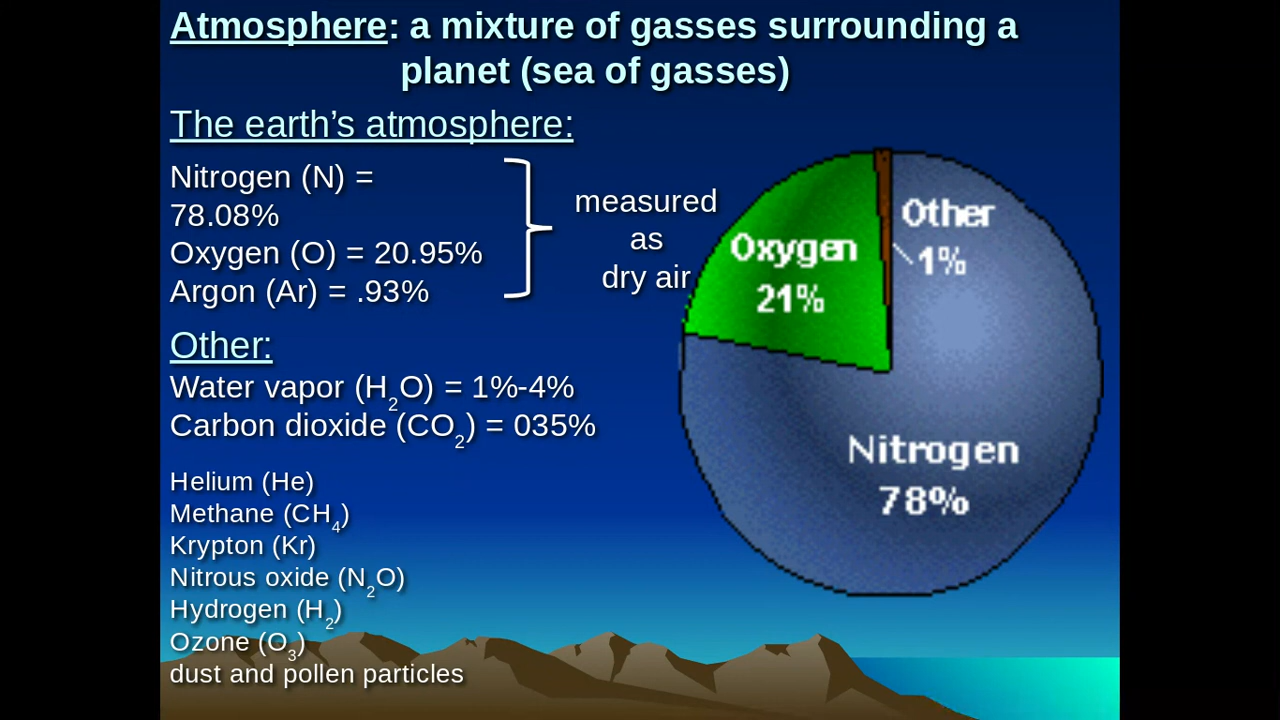 Atmosphere: a mixture of gasses surrounding a
planet (sea of gasses)
The earth’s atmosphere:
Nitrogen (N) =
78.08%
Oxygen (O) = 20.95%
Argon (Ar) = .93%
measured
as
dry air
Other:
Water vapor (H₂O) = 1%-4%
Carbon dioxide (CO₂) = 035%
Helium (He)
Methane (CH₄)
Krypton (Kr)
Nitrous oxide (N₂O)
Hydrogen (H₂)
Ozone (O₃)
dust and pollen particles
Oxygen
21%
Other
1%
Nitrogen
78%